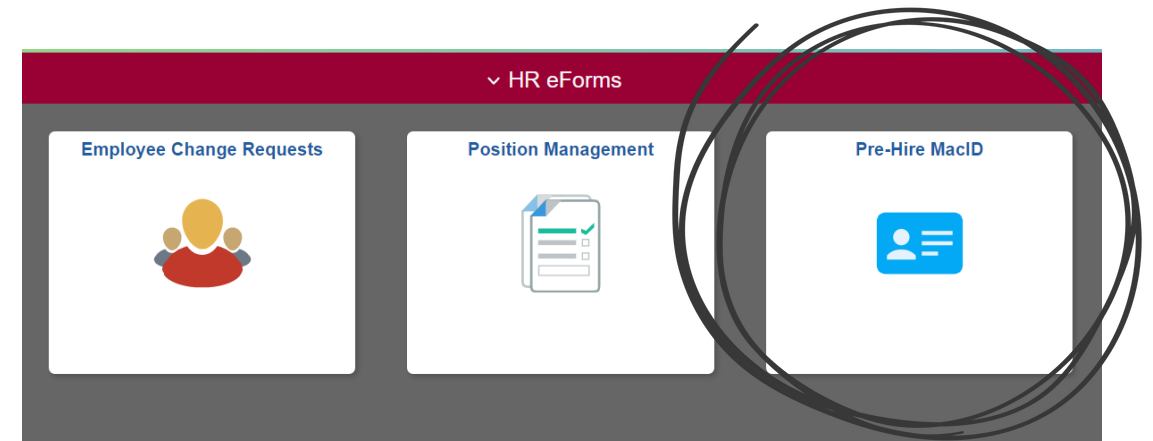 HR eForms
Employee Change Requests
Position Management
Pre-Hire MacID